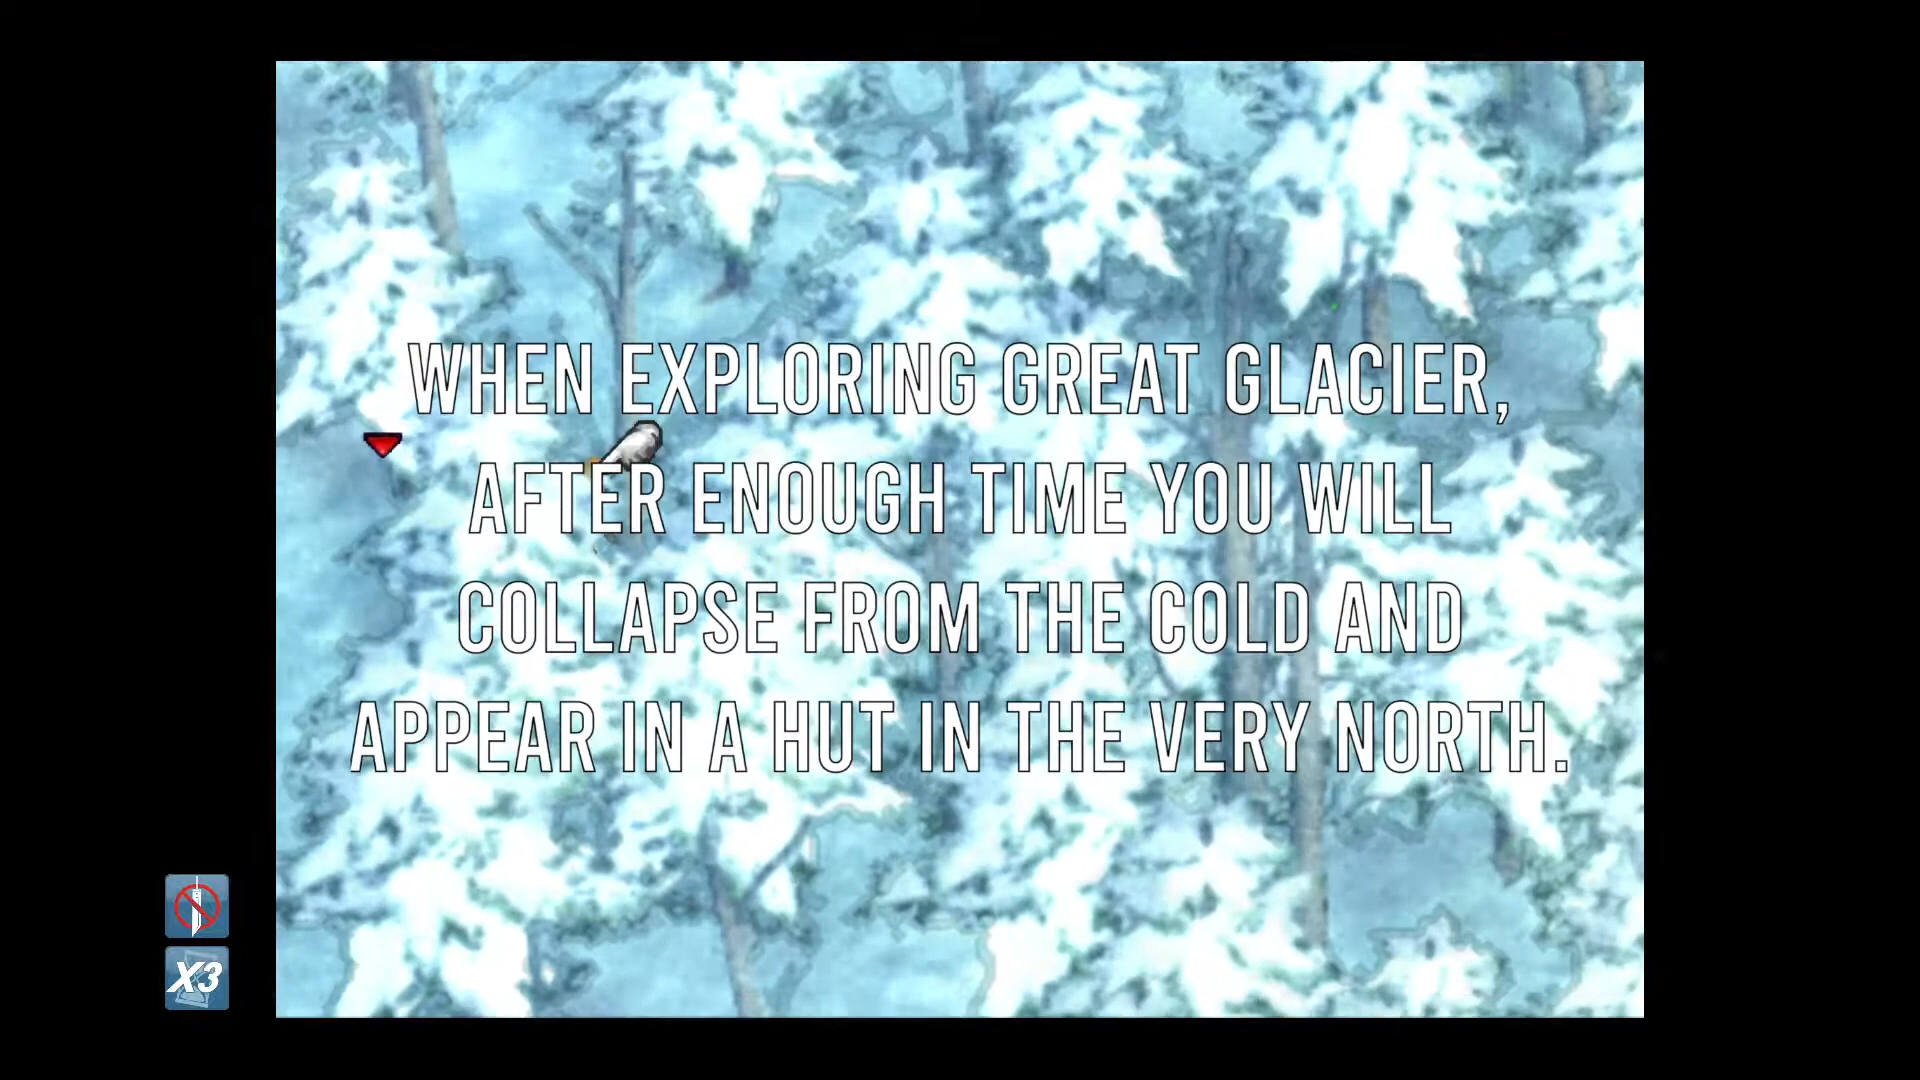 WHEN EXPLORING GREAT GLACIER,
AFTER ENOUGH TIME YOU WILL
COLLAPSE FROM THE COLD AND
APPEAR IN A HUT IN THE VERY NORTH.
X3